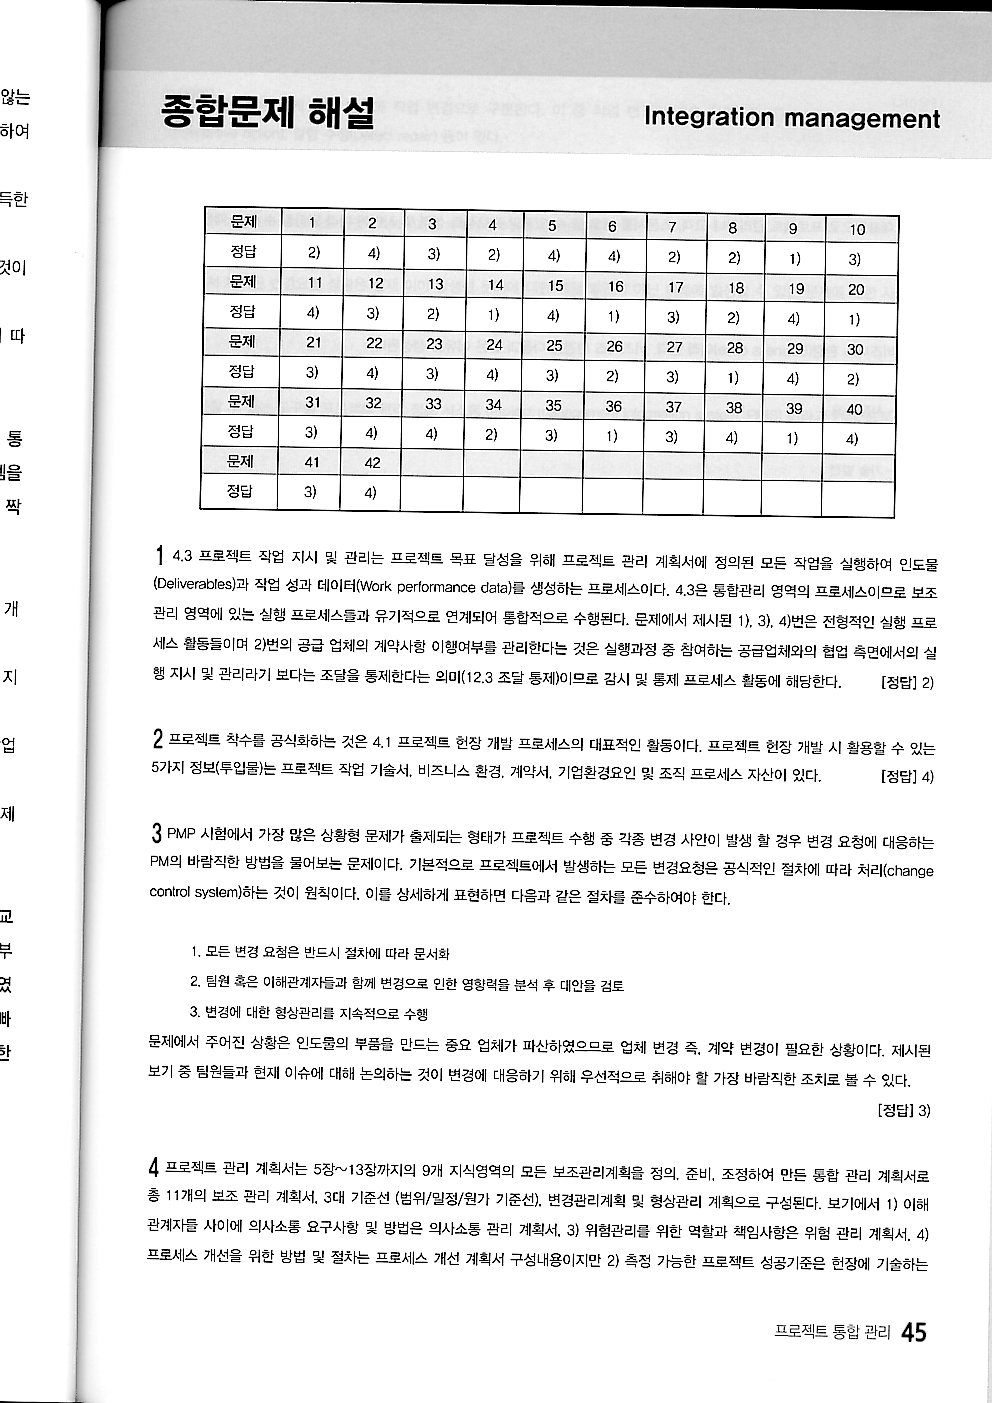 않는
하여
득한
것이
따
통
템을
짝
개
지
업
제
교
부
였
빠
한
종합문제 해설
Integration management
문제 1 2 3 4 5 6 7 8 9 10
정답 2) 4) 3) 2) 4) 4) 2) 2) 1) 3)
문제 11 12 13 14 15 16 17 18 19 20
정답 4) 3) 2) 1) 4) 1) 3) 2) 4) 1)
문제 21 22 23 24 25 26 27 28 29 30
정답 3) 4) 3) 4) 3) 2) 3) 1) 4) 2)
문제 31 32 33 34 35 36 37 38 39 40
정답 3) 4) 4) 2) 3) 1) 3) 4) 1) 4)
문제 41 42
정답 3) 4)
1 4.3 프로젝트 작업 지시 및 관리는 프로젝트 목표 달성을 위해 프로젝트 관리 계획서에 정의된 모든 작업을 실행하여 인도물
(Deliverables)과 작업 성과 데이터(Work performance data)를 생성하는 프로세스이다. 4.3은 통합관리 영역의 프로세스이므로 보조
관리 영역에 있는 실행 프로세스들과 유기적으로 연계되어 통합적으로 수행된다. 문제에서 제시된 1), 3), 4)번은 전형적인 실행 프로
세스 활동들이며 2)번의 공급 업체의 계약사항 이행여부를 관리한다는 것은 실행과정 중 참여하는 공급업체와의 협업 측면에서의 실
행 지시 및 관리라기 보다는 조달을 통제한다는 의미(12.3 조달 통제)이므로 감시 및 통제 프로세스 활동에 해당한다. [정답] 2)
2 프로젝트 착수를 공식화하는 것은 4.1 프로젝트 헌장 개발 프로세스의 대표적인 활동이다. 프로젝트 헌장 개발 시 활용할 수 있는
5가지 정보(투입물)는 프로젝트 작업 기술서, 비즈니스 환경, 계약서, 기업환경요인 및 조직 프로세스 자산이 있다. [정답] 4)
3 PMP 시험에서 가장 많은 상황형 문제가 출제되는 형태가 프로젝트 수행 중 각종 변경 사안이 발생 할 경우 변경 요청에 대응하는
PM의 바람직한 방법을 물어보는 문제이다. 기본적으로 프로젝트에서 발생하는 모든 변경요청은 공식적인 절차에 따라 처리(change
control system)하는 것이 원칙이다. 이를 상세하게 표현하면 다음과 같은 절차를 준수하여야 한다.
1. 모든 변경 요청은 반드시 절차에 따라 문서화
2. 팀원 혹은 이해관계자들과 함께 변경으로 인한 영향력을 분석 후 대안을 검토
3. 변경에 대한 형상관리를 지속적으로 수행
문제에서 주어진 상황은 인도물의 부품을 만드는 중요 업체가 파산하였으므로 업체 변경 즉, 계약 변경이 필요한 상황이다. 제시된
보기 중 팀원들과 현재 이슈에 대해 논의하는 것이 변경에 대응하기 위해 우선적으로 취해야 할 가장 바람직한 조치로 볼 수 있다.
[정답] 3)
4 프로젝트 관리 계획서는 5장~13장까지의 9개 지식영역의 모든 보조관리계획을 정의, 준비, 조정하여 만든 통합 관리 계획서로
총 11개의 보조 관리 계획서, 3대 기준선 (범위/일정/원가 기준선), 변경관리계획 및 형상관리 계획으로 구성된다. 보기에서 1) 이해
관계자들 사이에 의사소통 요구사항 및 방법은 의사소통 관리 계획서, 3) 위험관리를 위한 역할과 책임사항은 위험 관리 계획서, 4)
프로세스 개선을 위한 방법 및 절차는 프로세스 개선 계획서 구성내용이지만 2) 측정 가능한 프로젝트 성공기준은 헌장에 기술하는
프로젝트 통합 관리 45